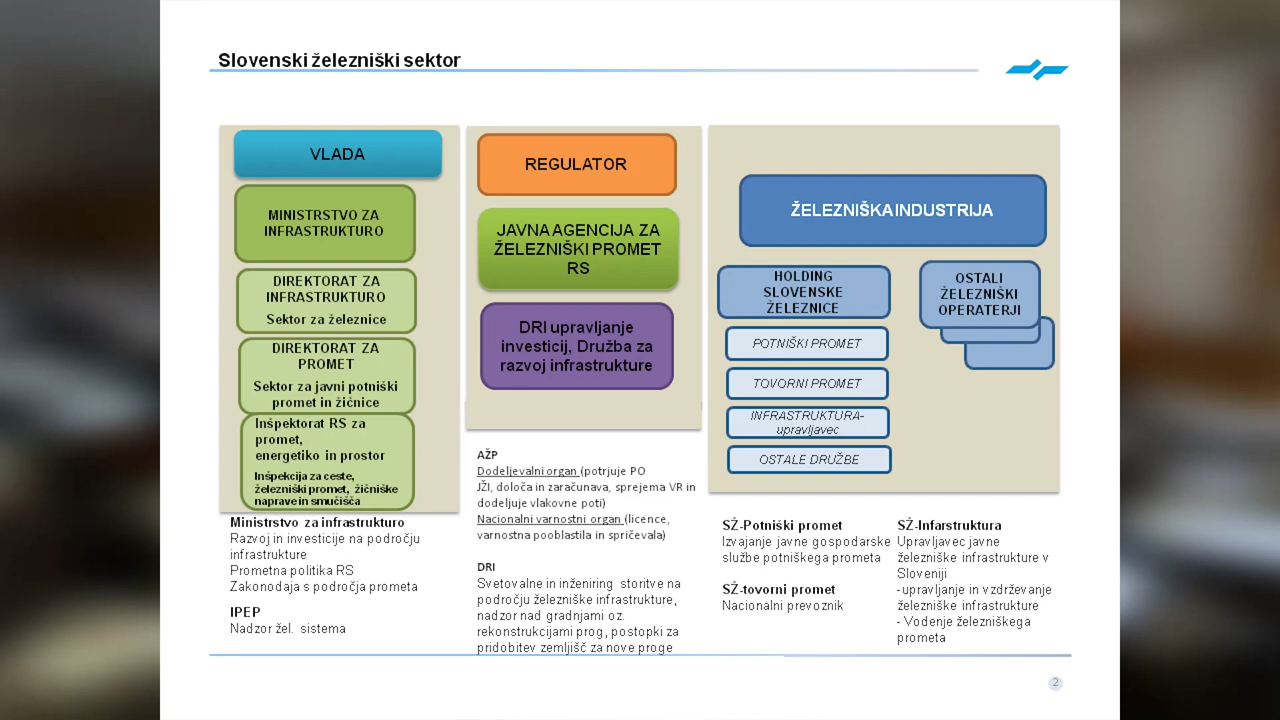 Slovenski železniški sektor
VLADA
MINISTRSTVO ZA
INFRASTRUKTURO
DIREKTORAT ZA
INFRASTRUKTURO
Sektor za železnice
DIREKTORAT ZA
PROMET
Sektor za javni potniški
promet in žičnice
Inšpektorat RS za
promet,
energetiko in prostor
Inšpekcija za ceste,
železniški promet, žičniške
naprave in smučišča
Ministrstvo za infrastrukturo
Razvoj in investicije na področju
infrastrukture
Prometna politika RS
Zakonodaja s področja prometa
IPEP
Nadzor žel. sistema
REGULATOR
JAVNA AGENCIJA ZA
ŽELEZNIŠKI PROMET
RS
DRI upravljanje
investicij, Družba za
razvoj infrastrukture
AŽP
Dodeljevalni organ (potrjuje PO
JŽI, določa in zaračunava, sprejema VR in
dodeljuje vlakovne poti)
Nacionalni varnostni organ (licence,
varnostna pooblastila in spričevala)
DRI
Svetovalne in inženiring storitve na
področju železniške infrastrukture,
nadzor nad gradnjami oz.
rekonstrukcijami prog, postopki za
pridobitev zemljišč za nove proge
ŽELEZNIŠKA INDUSTRIJA
HOLDING
SLOVENSKE
ŽELEZNICE
POTNIŠKI PROMET
TOVORNI PROMET
INFRASTRUKTURA-
upravljavec
OSTALE DRUŽBE
OSTALI
ŽELEZNIŠKI
OPERATERJI
SŽ-Potniški promet
Izvajanje javne gospodarske
službe potniškega prometa
SŽ-tovorni promet
Nacionalni prevoznik
SŽ-Infarstruktura
Upravljavec javne
železniške infrastrukture v
Sloveniji
-upravljanje in vzdrževanje
železniške infrastrukture
- Vodenje železniškega
prometa
2